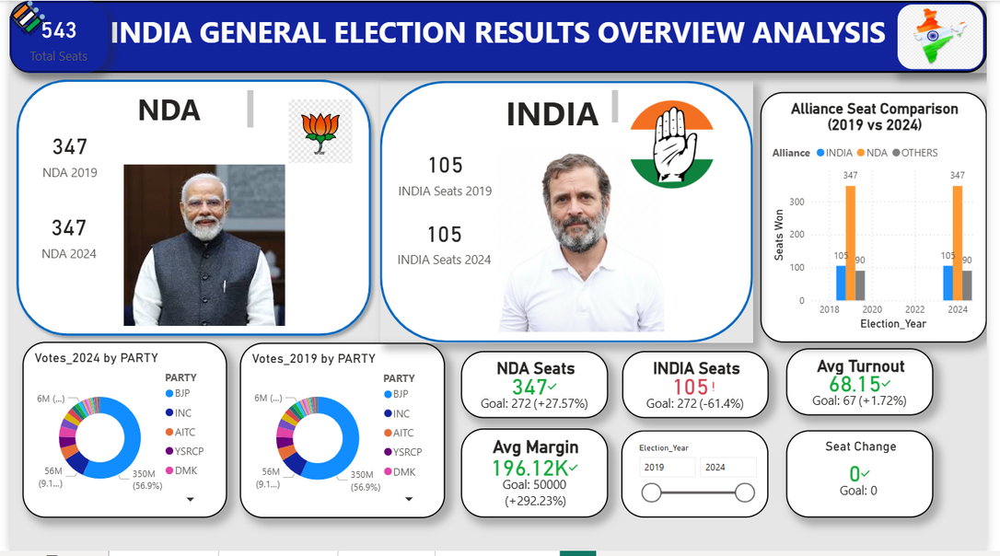 543
Total Seats
INDIA GENERAL ELECTION RESULTS OVERVIEW ANALYSIS
NDA
347
NDA 2019
347
NDA 2024
INDIA
105
INDIA Seats 2019
105
INDIA Seats 2024
Alliance Seat Comparison
(2019 vs 2024)
Alliance INDIA NDA OTHERS
Seats Won
300
200
100
0
347
105
90
347
105
90
2018 2020 2022 2024
Election_Year
Votes_2024 by PARTY
6M (...)
56M
(9.1...)
350M
(56.9%)
PARTY
BJP
INC
AITC
YSRCP
DMK
Votes_2019 by PARTY
6M (...)
56M
(9.1...)
350M
(56.9%)
PARTY
BJP
INC
AITC
YSRCP
DMK
NDA Seats
347
Goal: 272 (+27.57%)
INDIA Seats
105!
Goal: 272 (-61.4%)
Avg Turnout
68.15
Goal: 67 (+1.72%)
Avg Margin
196.12K
Goal: 50000
(+292.23%)
Election_Year
2019 2024
Seat Change
0
Goal: 0